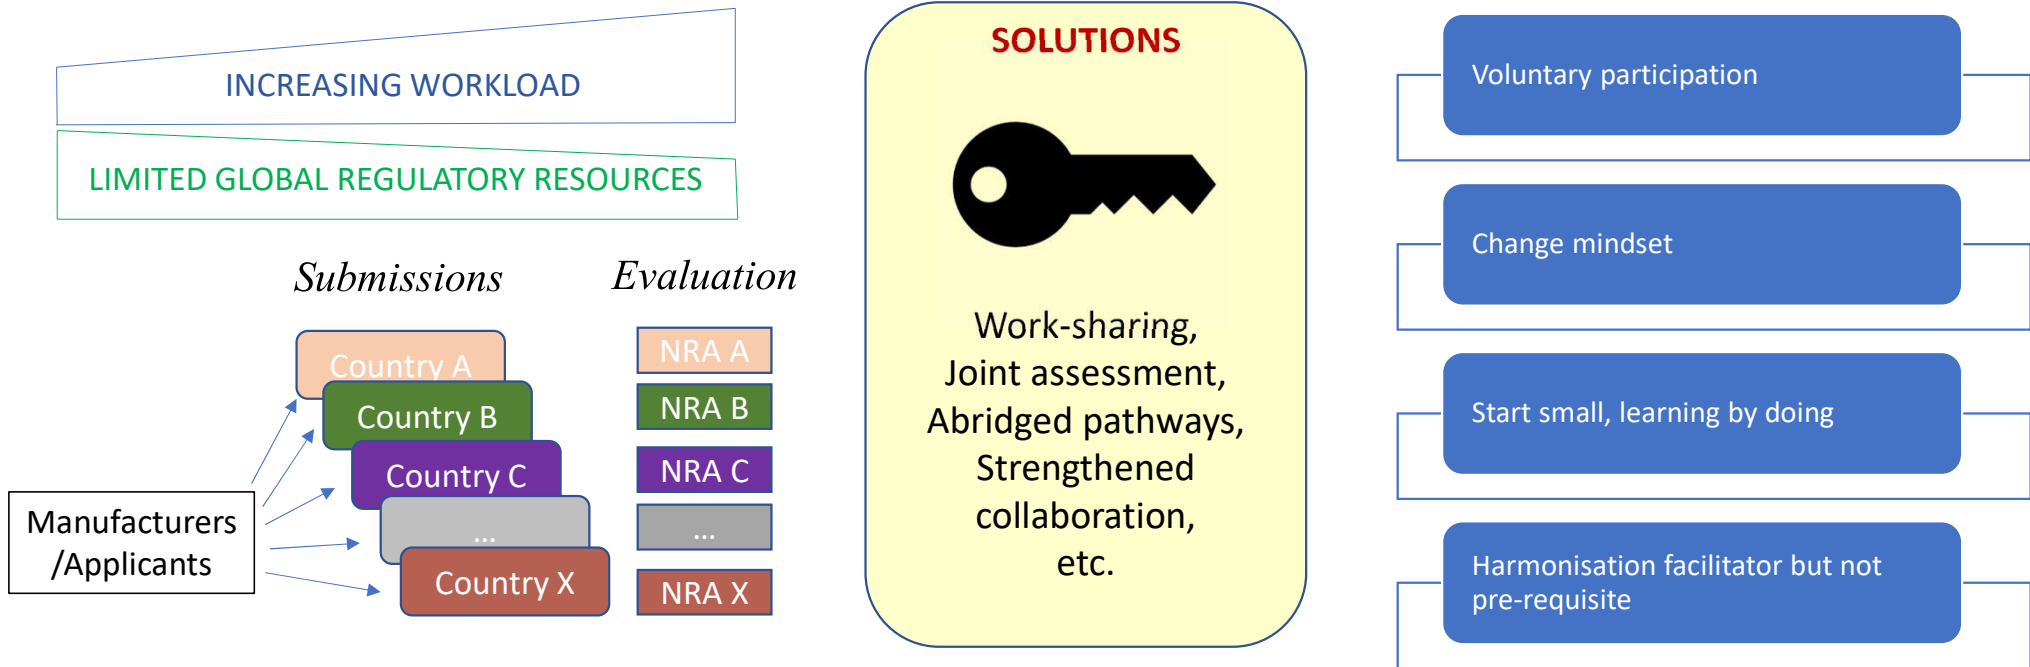 INCREASING WORKLOAD
LIMITED GLOBAL REGULATORY RESOURCES
Submissions
Evaluation
Country A
Country B
Country C
...
Country X
NRA A
NRA B
NRA C
...
NRA X
Manufacturers
/Applicants
SOLUTIONS
Work-sharing,
Joint assessment,
Abridged pathways,
Strengthened
collaboration,
etc.
Voluntary participation
Change mindset
Start small, learning by doing
Harmonisation facilitator but not
pre-requisite